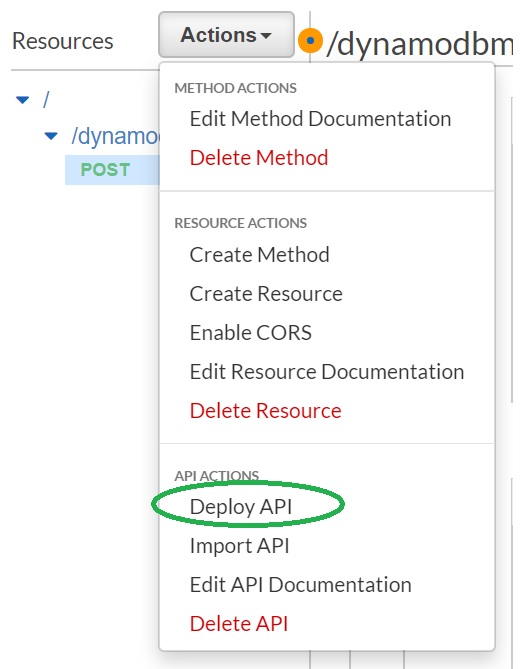 Resources
Actions
/dynamodbm
/
/dynamo
POST
METHOD ACTIONS
Edit Method Documentation
Delete Method
RESOURCE ACTIONS
Create Method
Create Resource
Enable CORS
Edit Resource Documentation
Delete Resource
API ACTIONS
Deploy API
Import API
Edit API Documentation
Delete API